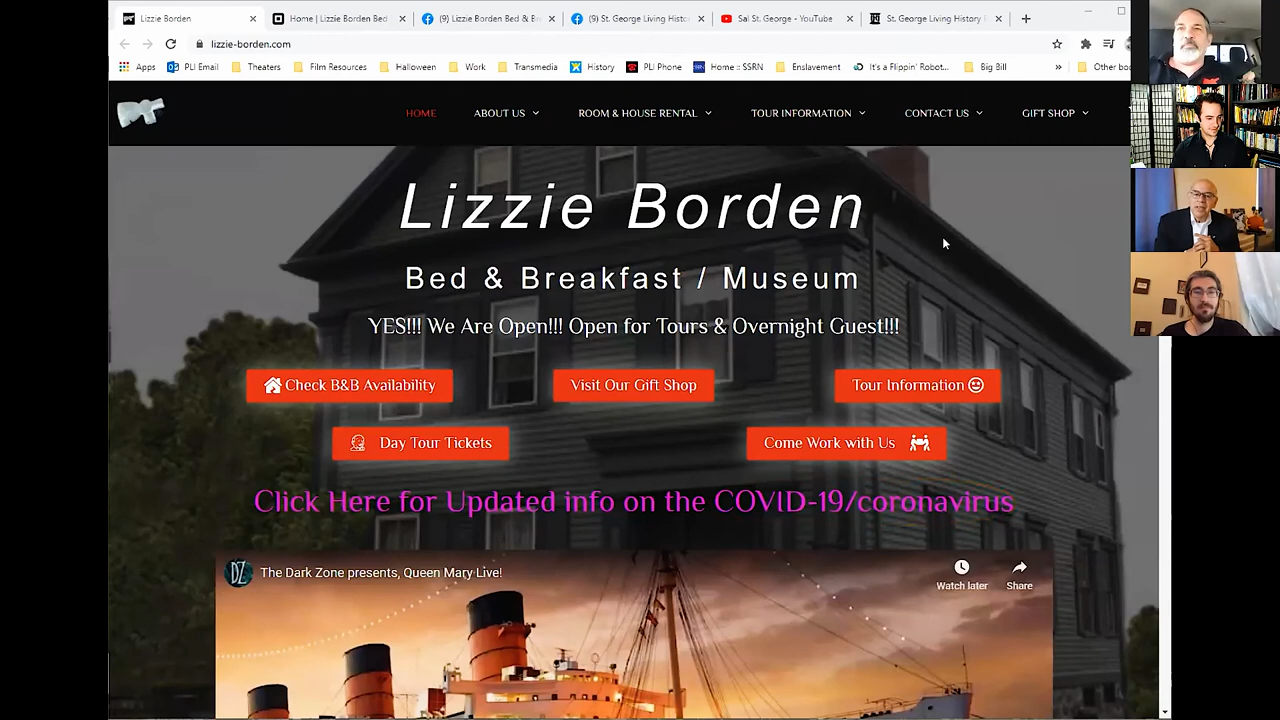 Lizzie Borden
Home | Lizzie Borden Bed
(9) Lizzie Borden Bed & B
(9) St. George Living Histo
Sal St. George - YouTube
St. George Living History
lizzie-borden.com
Apps
PLI Email
Theaters
Film Resources
Halloween
Work
Transmedia
History
PLI Phone
Home :: SSRN
Enslavement
It's a Flippin' Robot...
Big Bill
»
Other boo
HOME
ABOUT US
ROOM & HOUSE RENTAL
TOUR INFORMATION
CONTACT US
GIFT SHOP
Lizzie Borden
Bed & Breakfast / Museum
YES!!! We Are Open!!! Open for Tours & Overnight Guest!!!
Check B&B Availability
Visit Our Gift Shop
Tour Information
Day Tour Tickets
Come Work with Us
Click Here for Updated info on the COVID-19/coronavirus
DZ
The Dark Zone presents, Queen Mary Live!
Watch later
Share